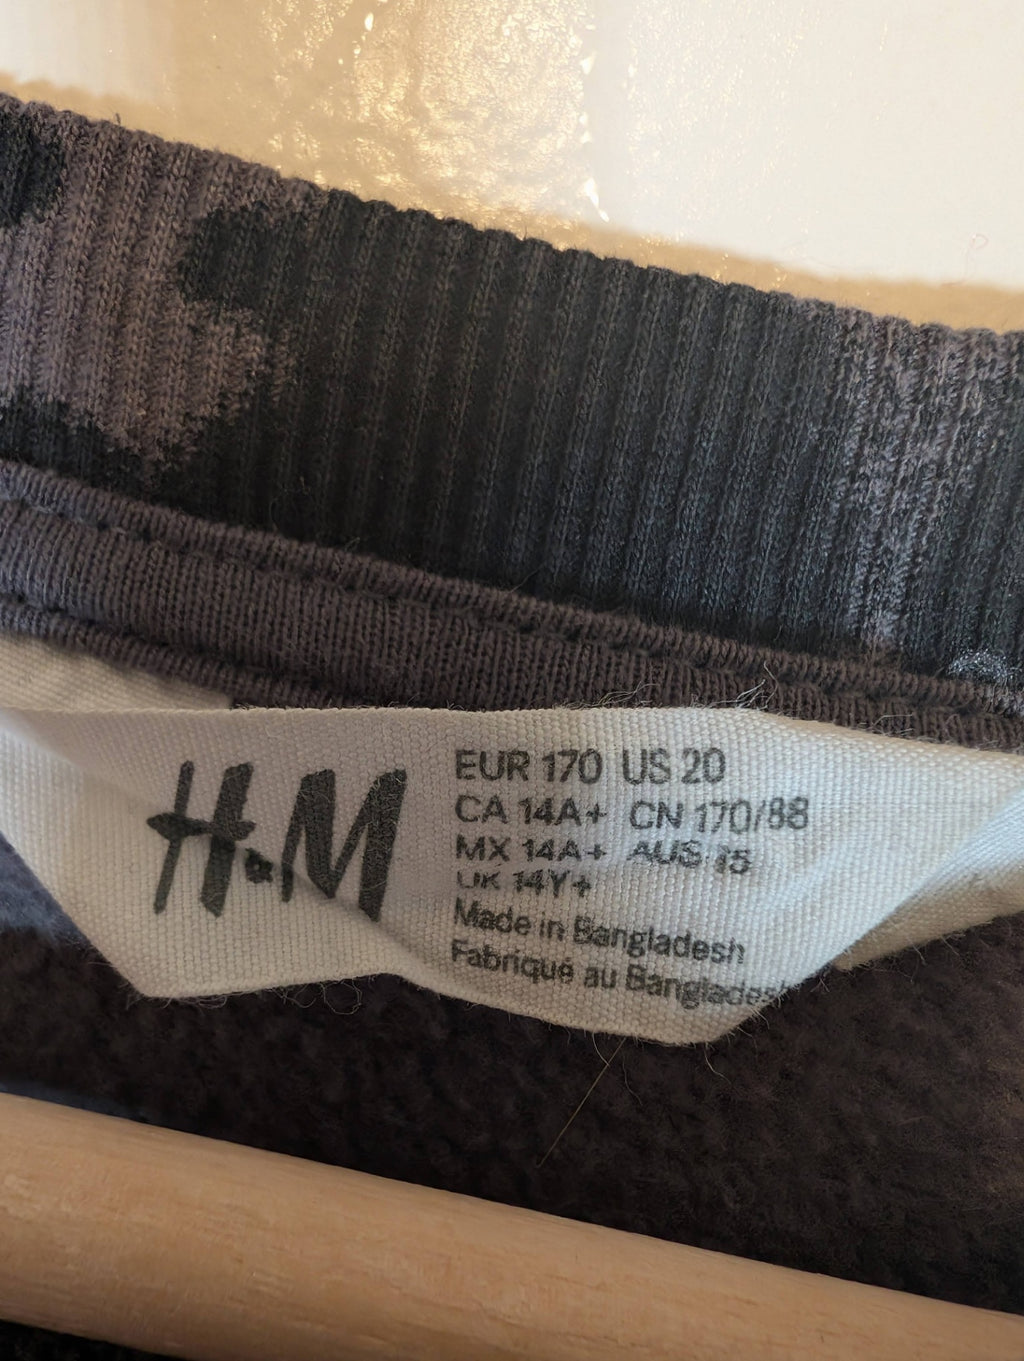 H&M
EUR 170 US 20
CA 14A+ CN 170/88
MX 14A+ AUS 15
UK 14Y+
Made in Bangladesh
Fabriqué au Bangladesh